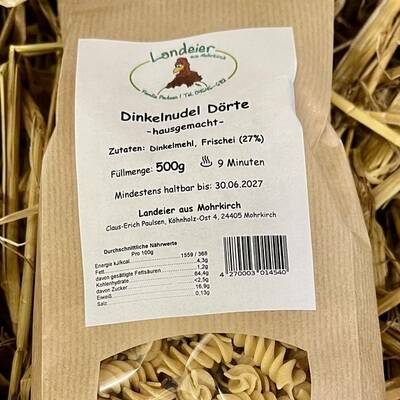 Landeier
aus Mohrkirch
Dinkelnudel Dörte
-hausgemacht-
Zutaten: Dinkelmehl, Frischei (27%)
Füllmenge: 500g 9 Minuten
Mindestens haltbar bis: 30.06.2027
Landeier aus Mohrkirch
Claus-Erich Paulsen,Köhnholz-Ost 4, 24405 Mohrkirch
Durchschnittliche Nährwerte
Pro 100g
Energie kJ/kcal 1559 / 368
Fett 4,3g
davon gesättigte Fettsäuren 1,2g
Kohlenhydrate 64,4g
davon Zucker <2,5g
Eiweiß 16,9g
Salz 0,13g
4 270003 014540